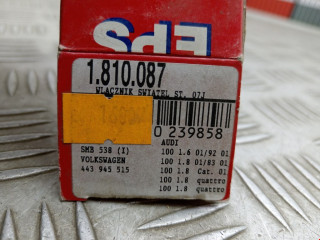 EPS
1.810.087
WŁACZNIK SWIATEL ST. 07J
0 239858
AUDI
SMB 538 (X) 100 1.6 01/92 01
VOLKSWAGEN 100 1.8 01/83 01
443 945 515 100 1.8 Cat. 01
100 1.8 quattro
100 1.8 quattro